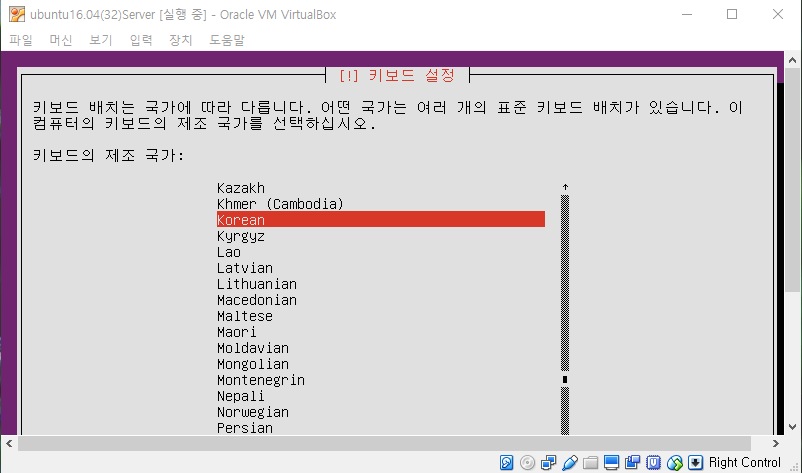 ubuntu16.04(32)Server [실행 중] - Oracle VM VirtualBox
파일 머신 보기 입력 장치 도움말
[!] 키보드 설정
키보드 배치는 국가에 따라 다릅니다. 어떤 국가는 여러 개의 표준 키보드 배치가 있습니다. 이
컴퓨터의 키보드의 제조 국가를 선택하십시오.
키보드의 제조 국가:
Kazakh
Khmer (Cambodia)
Korean
Kyrgyz
Lao
Latvian
Lithuanian
Macedonian
Maltese
Maori
Moldavian
Mongolian
Montenegrin
Nepali
Norwegian
Persian
Right Control